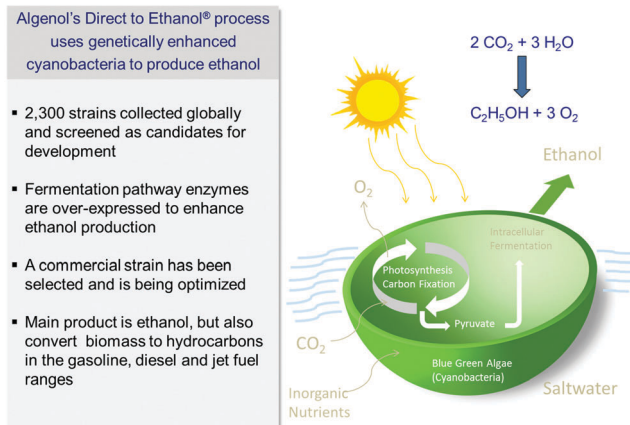 Algenol's Direct to Ethanol® process
uses genetically enhanced
cyanobacteria to produce ethanol
▪ 2,300 strains collected globally
and screened as candidates for
development
▪ Fermentation pathway enzymes
are over-expressed to enhance
ethanol production
▪ A commercial strain has been
selected and is being optimized
▪ Main product is ethanol, but also
convert biomass to hydrocarbons
in the gasoline, diesel and jet fuel
ranges
2 CO₂ + 3 H₂O
C₂H₅OH + 3 O₂
Ethanol
O₂
Intracellular
Fermentation
Photosynthesis
Carbon Fixation
Pyruvate
CO₂
Blue Green Algae
(Cyanobacteria)
Inorganic
Nutrients
Saltwater